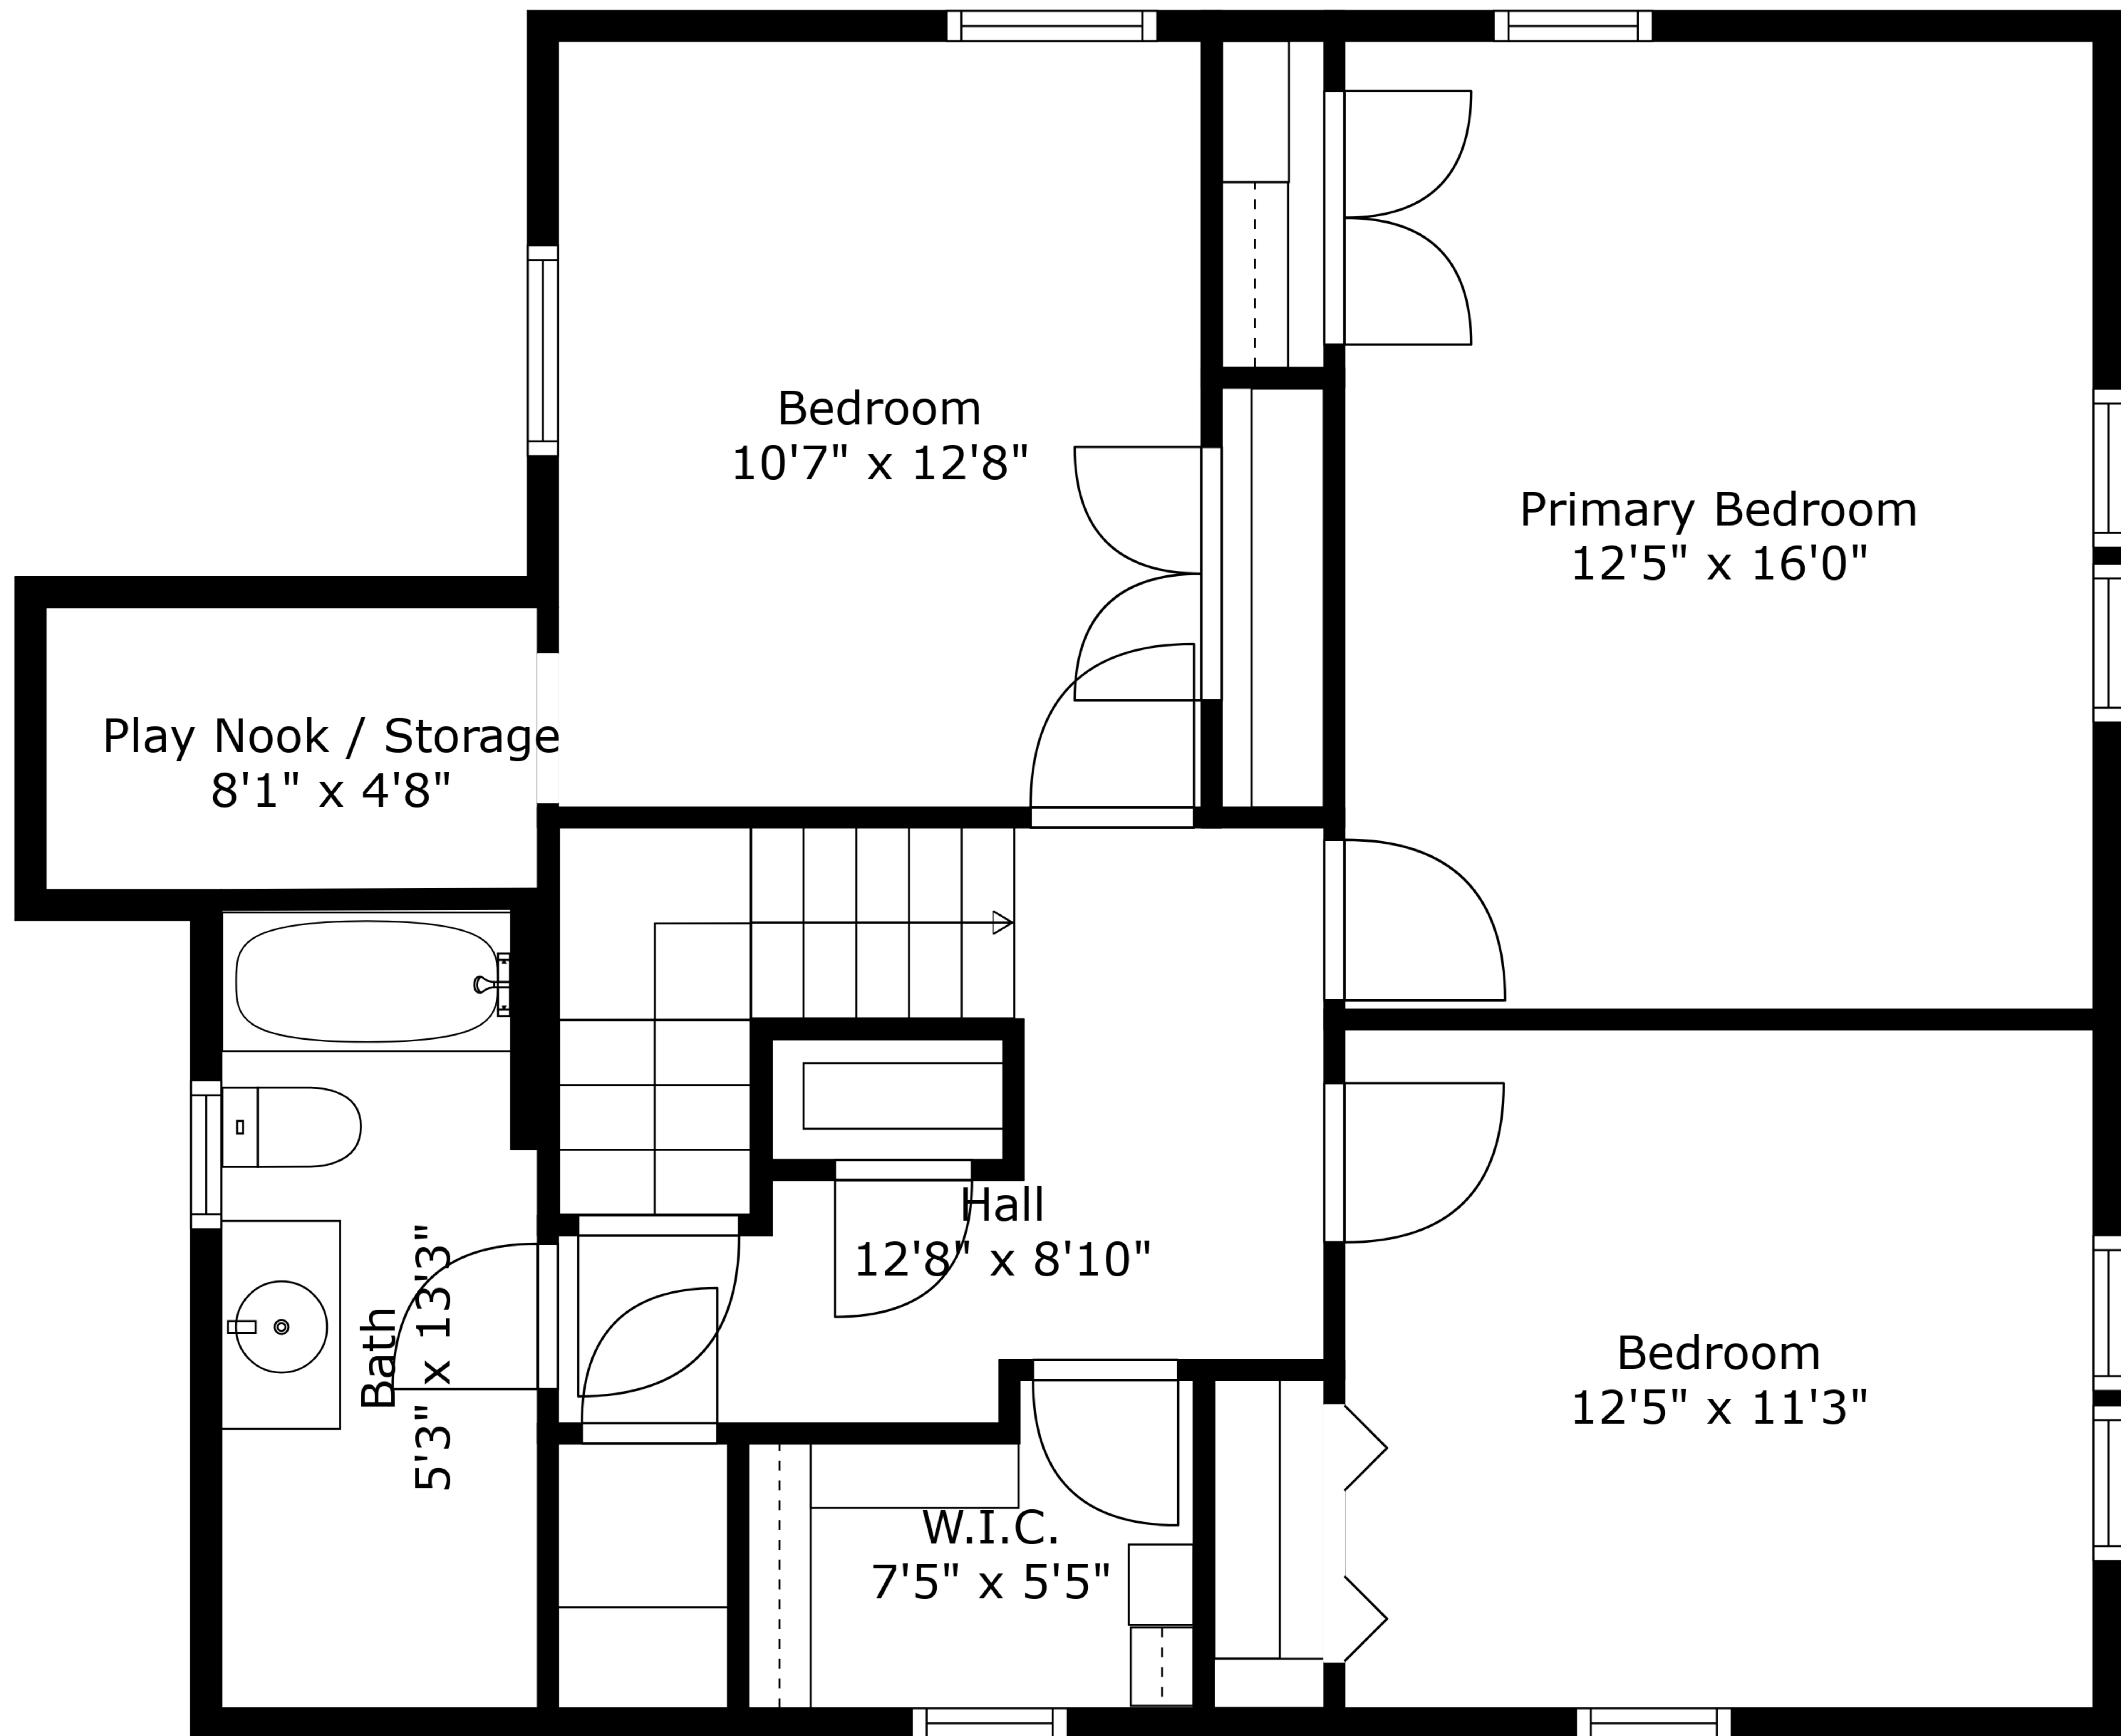 Bedroom
10'7" x 12'8"
Primary Bedroom
12'5" x 16'0"
Play Nook / Storage
8'1" x 4'8"
Hall
12'8" x 8'10"
Bath
5'3" x 13'3"
Bedroom
12'5" x 11'3"
W.I.C.
7'5" x 5'5"